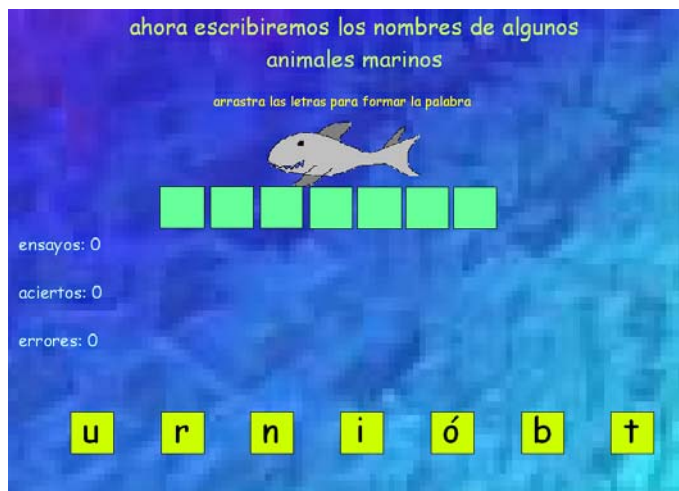 ahora escribiremos los nombres de algunos
animales marinos
arrastra las letras para formar la palabra
ensayos: 0
aciertos: 0
errores: 0
u r n i ó b t